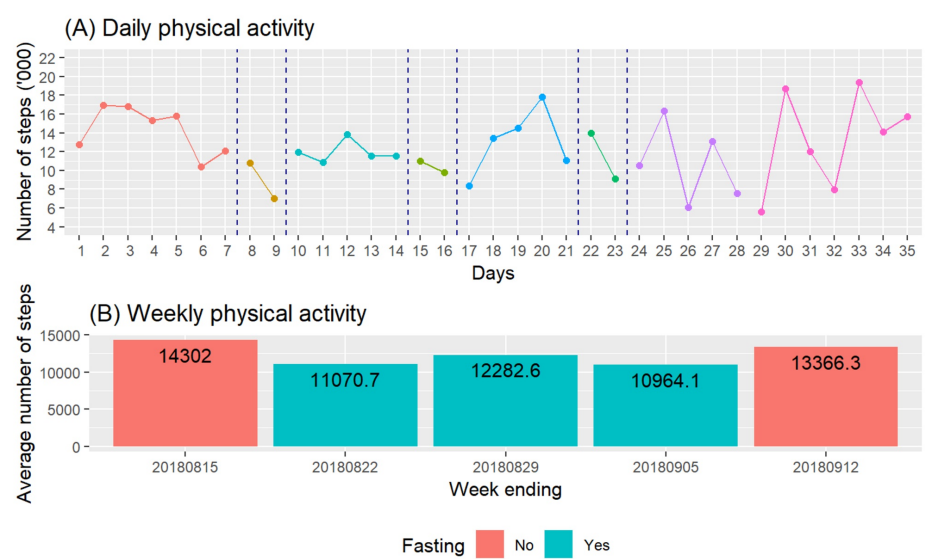 (A) Daily physical activity
Number of steps ('000)
22
20
18
16
14
12
10
8
6
4
1 2 3 4 5 6 7 8 9 10 11 12 13 14 15 16 17 18 19 20 21 22 23 24 25 26 27 28 29 30 31 32 33 34 35
Days
(B) Weekly physical activity
Average number of steps
15000
10000
5000
0
14302 11070.7 12282.6 10964.1 13366.3
20180815 20180822 20180829 20180905 20180912
Week ending
Fasting No Yes